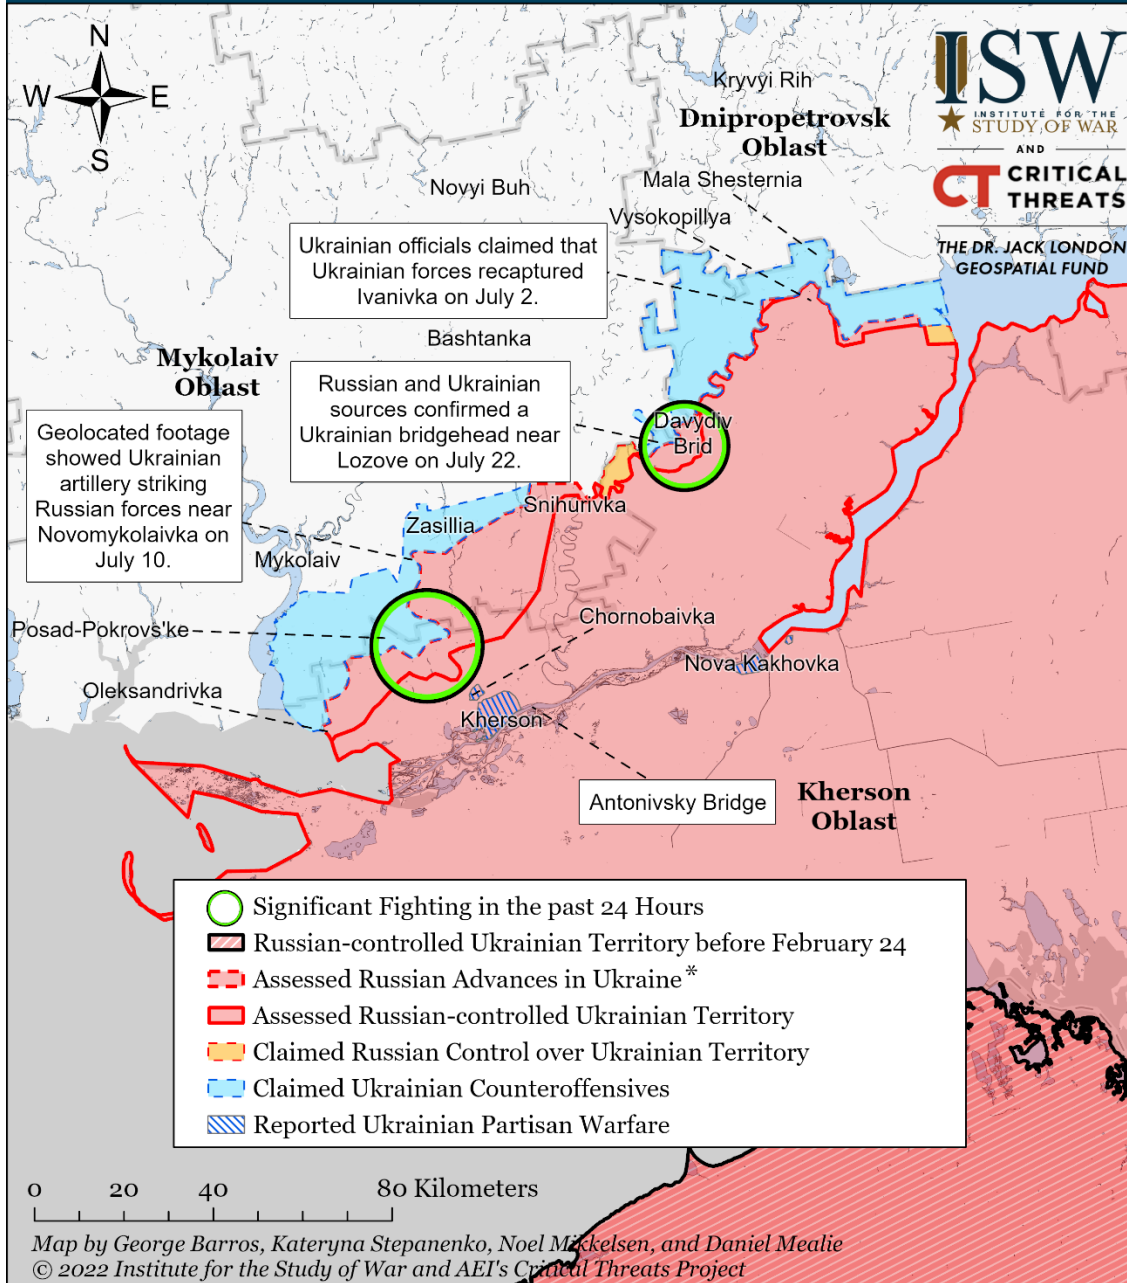 N
W E
S
ISW
INSTITUTE FOR THE
STUDY OF WAR
AND
CT CRITICAL
THREATS
THE DR. JACK LONDON
GEOSPATIAL FUND
Kryvyi Rih
Dnipropetrovsk
Oblast
Mala Shesternia
Novyi Buh
Vysokopillya
Ukrainian officials claimed that
Ukrainian forces recaptured
Ivanivka on July 2.
Bashtanka
Mykolaiv
Oblast
Russian and Ukrainian
sources confirmed a
Ukrainian bridgehead near
Lozove on July 22.
Davydiv
Brid
Geolocated footage
showed Ukrainian
artillery striking
Russian forces near
Novomykolaivka on
July 10.
Snihurivka
Zasillia
Mykolaiv
Chornobaivka
Posad-Pokrovs'ke
Nova Kakhovka
Oleksandrivka
Kherson
Antonivsky Bridge
Kherson
Oblast
Significant Fighting in the past 24 Hours
Russian-controlled Ukrainian Territory before February 24
Assessed Russian Advances in Ukraine*
Assessed Russian-controlled Ukrainian Territory
Claimed Russian Control over Ukrainian Territory
Claimed Ukrainian Counteroffensives
Reported Ukrainian Partisan Warfare
0 20 40 80 Kilometers
Map by George Barros, Kateryna Stepanenko, Noel Mikkelsen, and Daniel Mealie
© 2022 Institute for the Study of War and AEI's Critical Threats Project